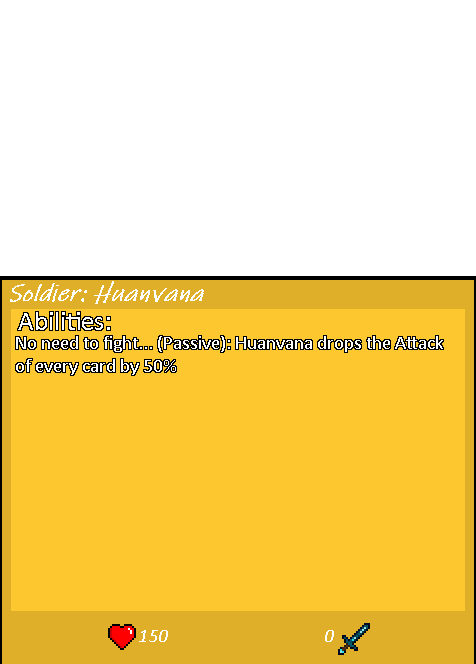 Soldier: Huanvana
Abilities:
No need to fight... (Passive): Huanvana drops the Attack
of every card by 50%
150
0